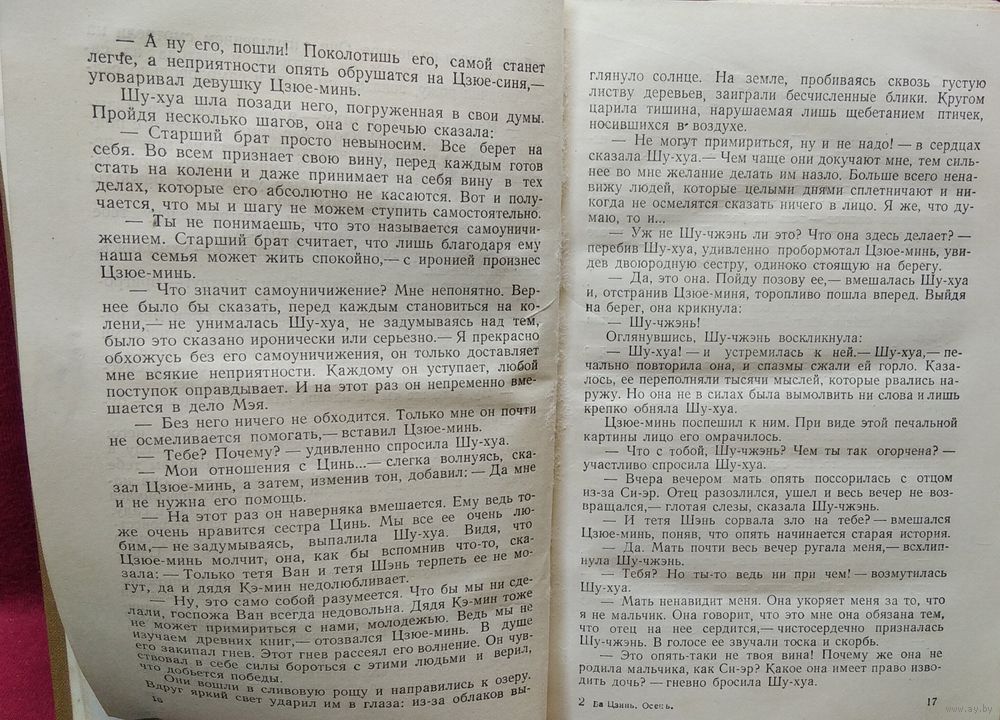 — А ну его, пошли! Поколотишь его, самой станет
легче, а неприятности опять обрушатся на Цзюе-синя,—
уговаривал девушку Цзюе-минь.
Шу-хуа шла позади него, погруженная в свои думы.
Пройдя несколько шагов, она с горечью сказала:
— Старший брат просто невыносим. Все берет на
себя. Во всем признает свою вину, перед каждым готов
стать на колени и даже принимает на себя вину в тех
делах, которые его абсолютно не касаются. Вот и полу-
чается, что мы и шагу не можем ступить самостоятельно.
— Ты не понимаешь, что это называется самоуничи-
жением. Старший брат считает, что лишь благодаря ему
наша семья может жить спокойно,— с иронией произнес
Цзюе-минь.
— Что значит самоуничижение? Мне непонятно. Вер-
нее было бы сказать, перед каждым становиться на ко-
лени,— не унималась Шу-хуа, не задумываясь над тем,
было это сказано иронически или серьезно.— Я прекрасно
обхожусь без его самоуничижения, он только доставляет
мне всякие неприятности. Каждому он уступает, любой
поступок оправдывает. И на этот раз он непременно вме-
шается в дело Мэя.
— Без него ничего не обходится. Только мне он почти
не осмеливается помогать,— вставил Цзюе-минь.
— Тебе? Почему? — удивленно спросила Шу-хуа.
— Мои отношения с Цинь...— слегка волнуясь, ска-
зал Цзюе-минь, а затем, изменив тон, добавил: — Да мне
и не нужна его помощь.
— На этот раз он наверняка вмешается. Ему ведь то-
же очень нравится сестра Цинь. Мы все ее очень лю-
бим,— не задумываясь, выпалила Шу-хуа. Видя, что
Цзюе-минь молчит, она, как бы вспомнив что-то, ска-
зала: — Только тетя Ван и тетя Шэнь терпеть ее не мо-
гут, да и дядя Кэ-мин недолюбливает.
— Ну, это само собой разумеется. Что бы мы ни сде-
лали, госпожа Ван всегда недовольна. Дядя Кэ-мин тоже
не может примириться с нами, молодежью. Ведь мы не
изучаем древних книг,— отозвался Цзюе-минь. В душе
его закипал гнев. Этот гнев рассеял его волнение. Он чув-
ствовал в себе силы бороться с этими людьми и верил,
что добьется победы.
Они вошли в сливовую рощу и направились к озеру.
Вдруг яркий свет ударил им в глаза: из-за облаков вы-
16
глянуло солнце. На земле, пробиваясь сквозь густую
листву деревьев, заиграли бесчисленные блики. Кругом
царила тишина, нарушаемая лишь щебетанием птичек,
носившихся в воздухе.
— Не могут примириться, ну и не надо! — в сердцах
сказала Шу-хуа.— Чем чаще они докучают мне, тем силь-
нее во мне желание делать им назло. Больше всего нена-
вижу людей, которые целыми днями сплетничают и ни-
когда не осмелятся сказать ничего в лицо. Я же, что ду-
маю, то и...
— Уж не Шу-чжэнь ли это? Что она здесь делает? —
перебив Шу-хуа, удивленно пробормотал Цзюе-минь, уви-
дев двоюродную сестру, одиноко стоящую на берегу.
— Да, это она. Пойду позову ее,— вмешалась Шу-хуа
и, отстранив Цзюе-миня, торопливо пошла вперед. Выйдя
на берег, она крикнула:
— Шу-чжэнь!
Оглянувшись, Шу-чжэнь воскликнула:
— Шу-хуа! — и устремилась к ней.— Шу-хуа,— пе-
чально повторила она, и спазмы сжали ей горло. Каза-
лось, ее переполняли тысячи мыслей, которые рвались на-
ружу. Но она не в силах была вымолвить ни слова и лишь
крепко обняла Шу-хуа.
Цзюе-минь поспешил к ним. При виде этой печальной
картины лицо его омрачилось.
— Что с тобой, Шу-чжэнь? Чем ты так огорчена? —
участливо спросила Шу-хуа.
— Вчера вечером мать опять поссорилась с отцом
из-за Си-эр. Отец разозлился, ушел и весь вечер не воз-
вращался,— глотая слезы, сказала Шу-чжэнь.
— И тетя Шэнь сорвала зло на тебе? — вмешался
Цзюе-минь, поняв, что опять начинается старая история.
— Да. Мать почти весь вечер ругала меня,— всхлип-
нула Шу-чжэнь.
— Тебя? Но ты-то ведь ни при чем! — возмутилась
Шу-хуа.
— Мать ненавидит меня. Она укоряет меня за то, что
я не мальчик. Она говорит, что это мне она обязана тем,
что отец на нее сердится,— чистосердечно призналась
Шу-чжэнь. В голосе ее звучали тоска и скорбь.
— Это опять-таки не твоя вина! Почему же она не
родила мальчика, как Си-эр? Какое она имеет право изво-
дить дочь? — гневно бросила Шу-хуа.
2 Ба Цзинь. Осень.
17
www.ay.by